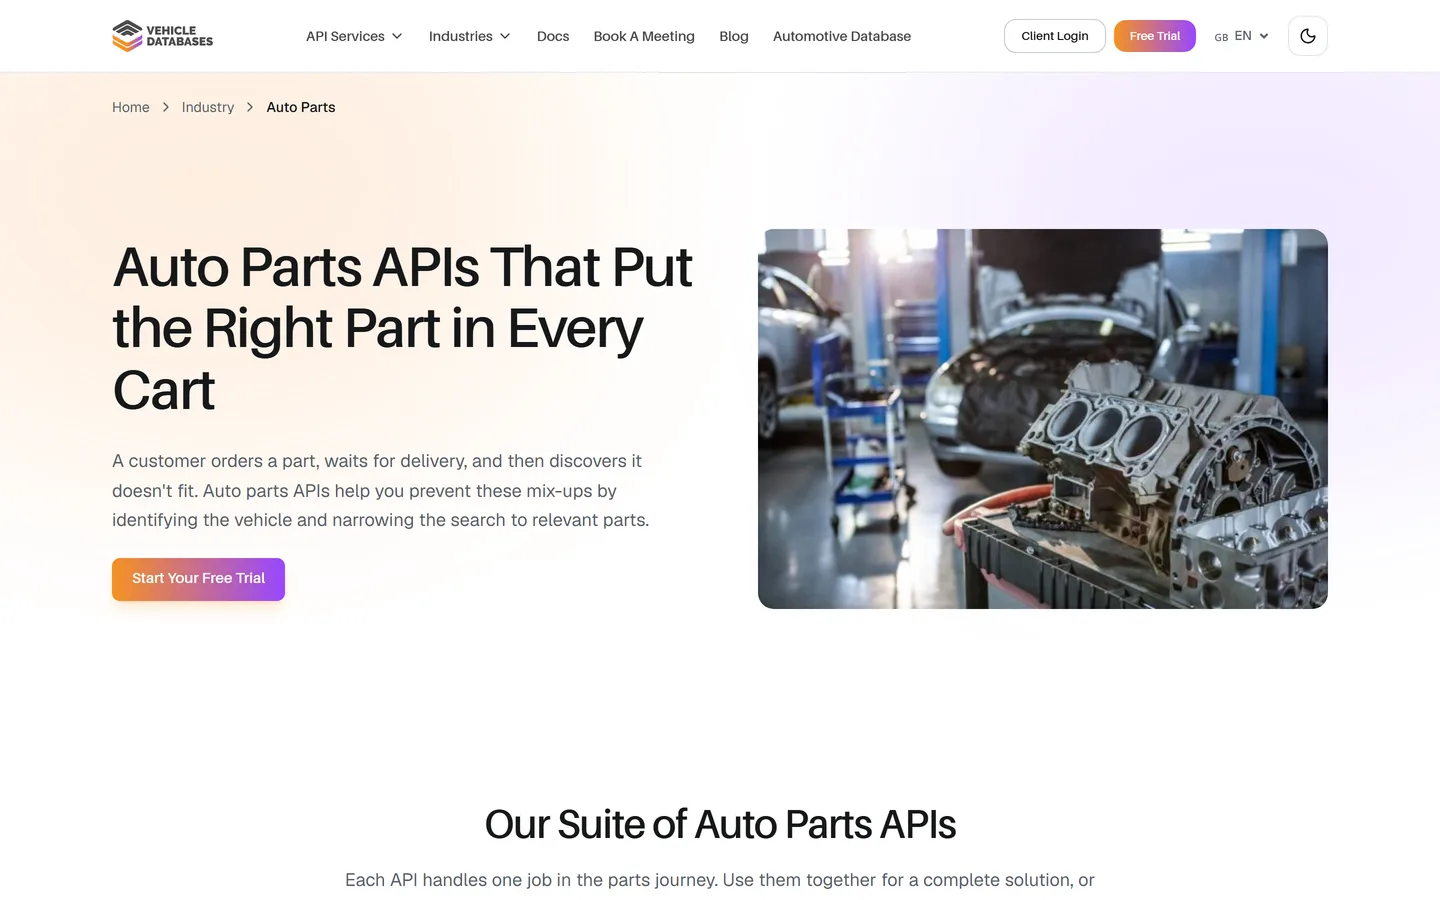 VEHICLE
DATABASES
API Services
Industries
Docs
Book A Meeting
Blog
Automotive Database
Client Login
Free Trial
GB EN
Home
Industry
Auto Parts
Auto Parts APIs That Put
the Right Part in Every
Cart
A customer orders a part, waits for delivery, and then discovers it
doesn't fit. Auto parts APIs help you prevent these mix-ups by
identifying the vehicle and narrowing the search to relevant parts.
Start Your Free Trial
Our Suite of Auto Parts APIs
Each API handles one job in the parts journey. Use them together for a complete solution, or